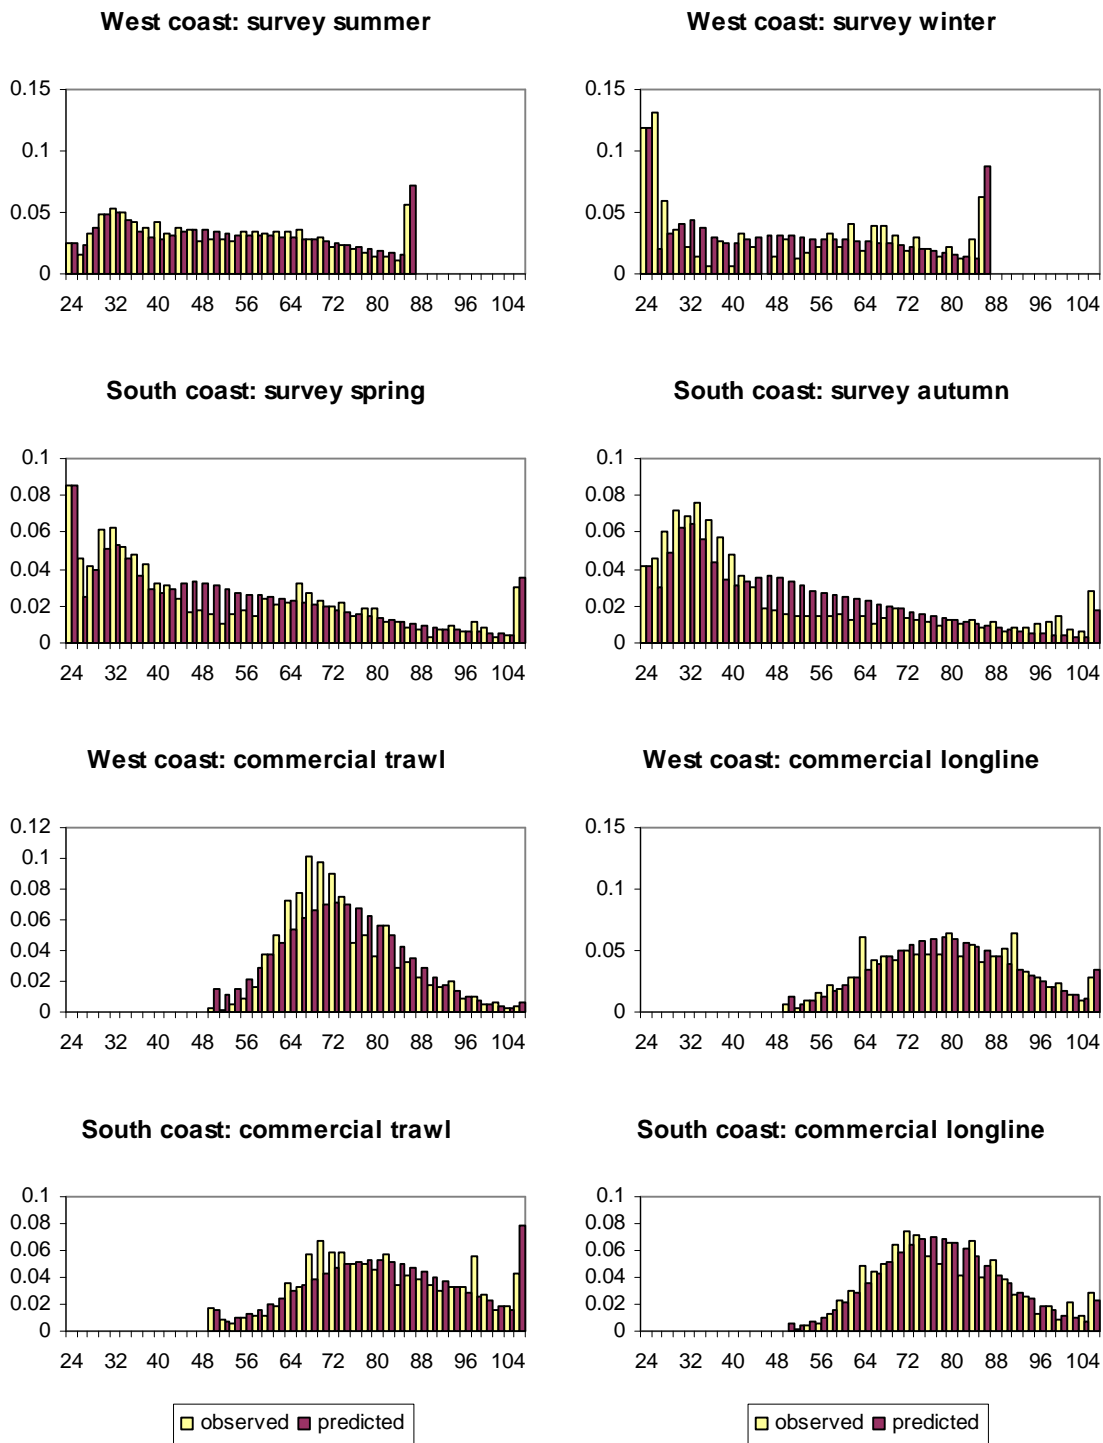 West coast: survey summer
0.15
0.1
0.05
0
24 32 40 48 56 64 72 80 88 96 104
West coast: survey winter
0.15
0.1
0.05
0
24 32 40 48 56 64 72 80 88 96 104
South coast: survey spring
0.1
0.08
0.06
0.04
0.02
0
24 32 40 48 56 64 72 80 88 96 104
South coast: survey autumn
0.1
0.08
0.06
0.04
0.02
0
24 32 40 48 56 64 72 80 88 96 104
West coast: commercial trawl
0.12
0.1
0.08
0.06
0.04
0.02
0
24 32 40 48 56 64 72 80 88 96 104
West coast: commercial longline
0.15
0.1
0.05
0
24 32 40 48 56 64 72 80 88 96 104
South coast: commercial trawl
0.1
0.08
0.06
0.04
0.02
0
24 32 40 48 56 64 72 80 88 96 104
South coast: commercial longline
0.1
0.08
0.06
0.04
0.02
0
24 32 40 48 56 64 72 80 88 96 104
observed predicted
observed predicted